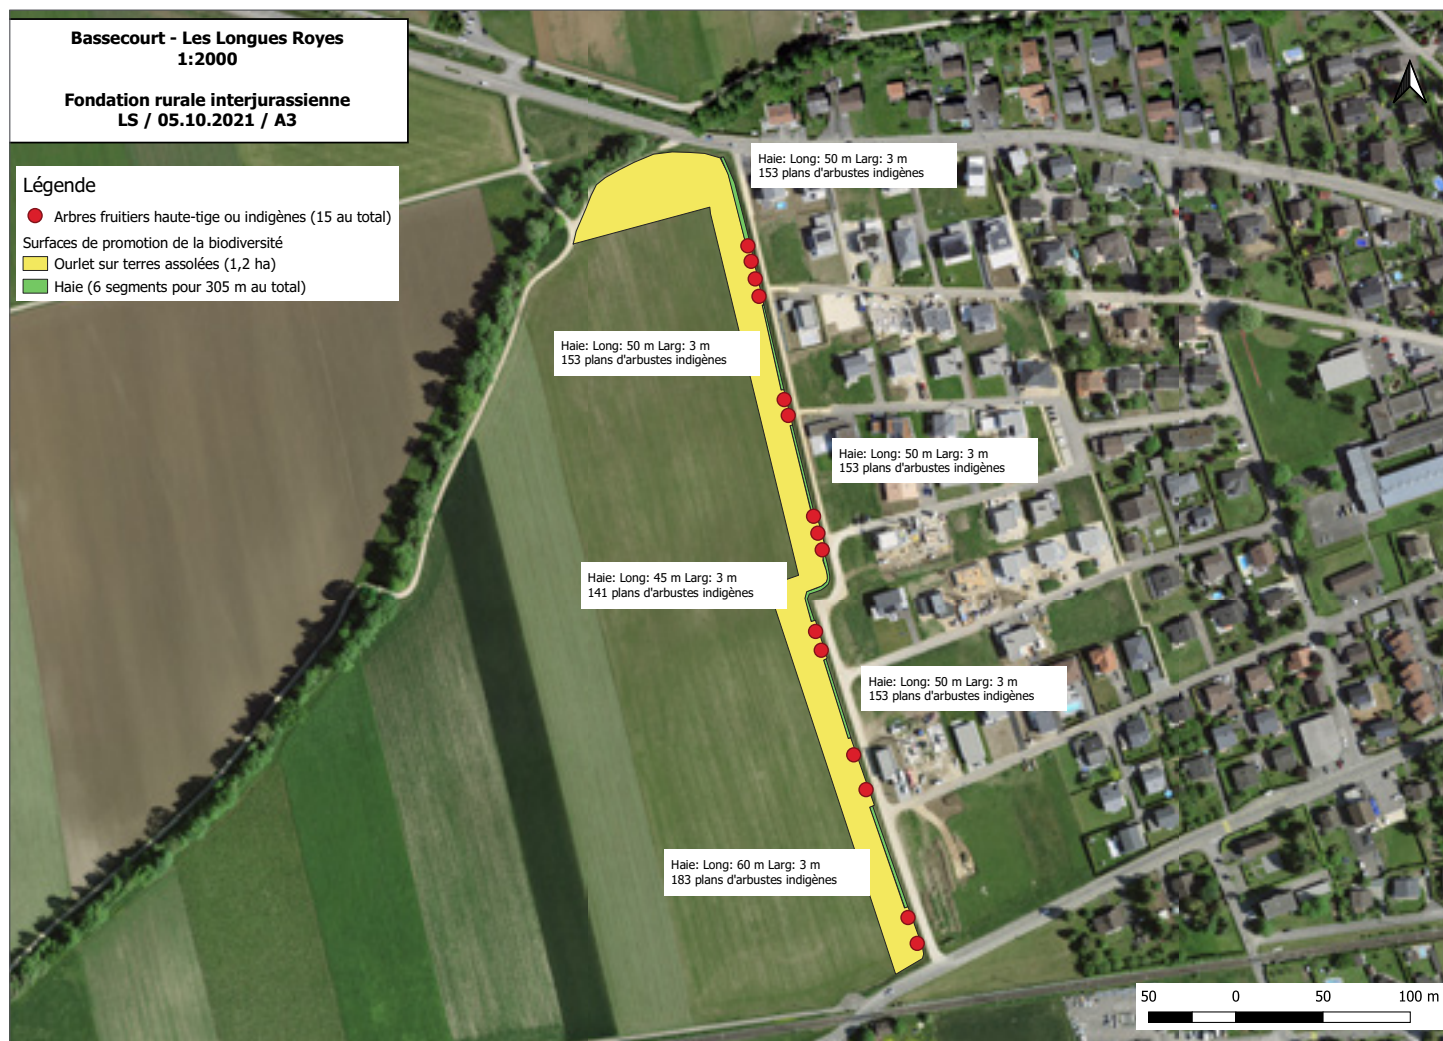 Bassecourt - Les Longues Royes
1:2000
Fondation rurale interjurassienne
LS / 05.10.2021 / A3
Légende
Arbres fruitiers haute-tige ou indigènes (15 au total)
Surfaces de promotion de la biodiversité
Ourlet sur terres assolées (1,2 ha)
Haie (6 segments pour 305 m au total)
Haie: Long: 50 m Larg: 3 m
153 plans d'arbustes indigènes
Haie: Long: 50 m Larg: 3 m
153 plans d'arbustes indigènes
Haie: Long: 50 m Larg: 3 m
153 plans d'arbustes indigènes
Haie: Long: 45 m Larg: 3 m
141 plans d'arbustes indigènes
Haie: Long: 50 m Larg: 3 m
153 plans d'arbustes indigènes
Haie: Long: 60 m Larg: 3 m
183 plans d'arbustes indigènes
50 0 50 100 m